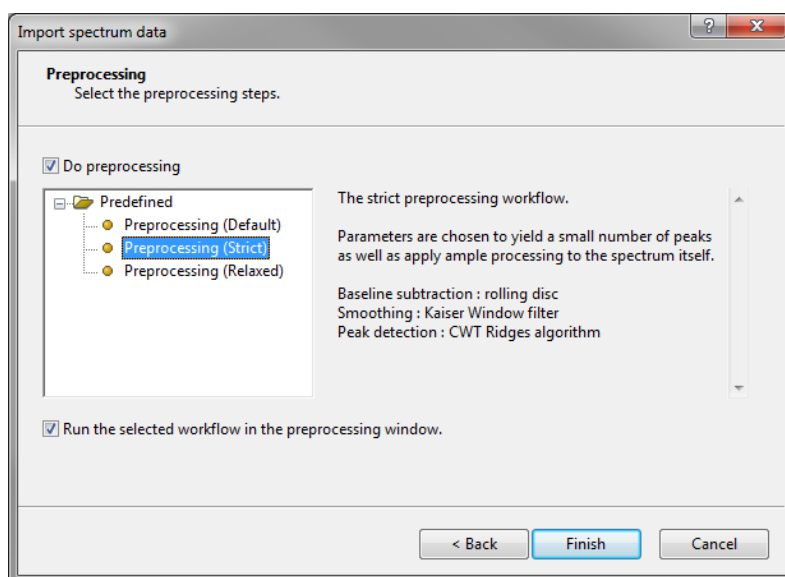 Import spectrum data
?
X
Preprocessing
Select the preprocessing steps.
Do preprocessing
Predefined
Preprocessing (Default)
Preprocessing (Strict)
Preprocessing (Relaxed)
The strict preprocessing workflow.
Parameters are chosen to yield a small number of peaks
as well as apply ample processing to the spectrum itself.
Baseline subtraction : rolling disc
Smoothing : Kaiser Window filter
Peak detection : CWT Ridges algorithm
Run the selected workflow in the preprocessing window.
< Back
Finish
Cancel